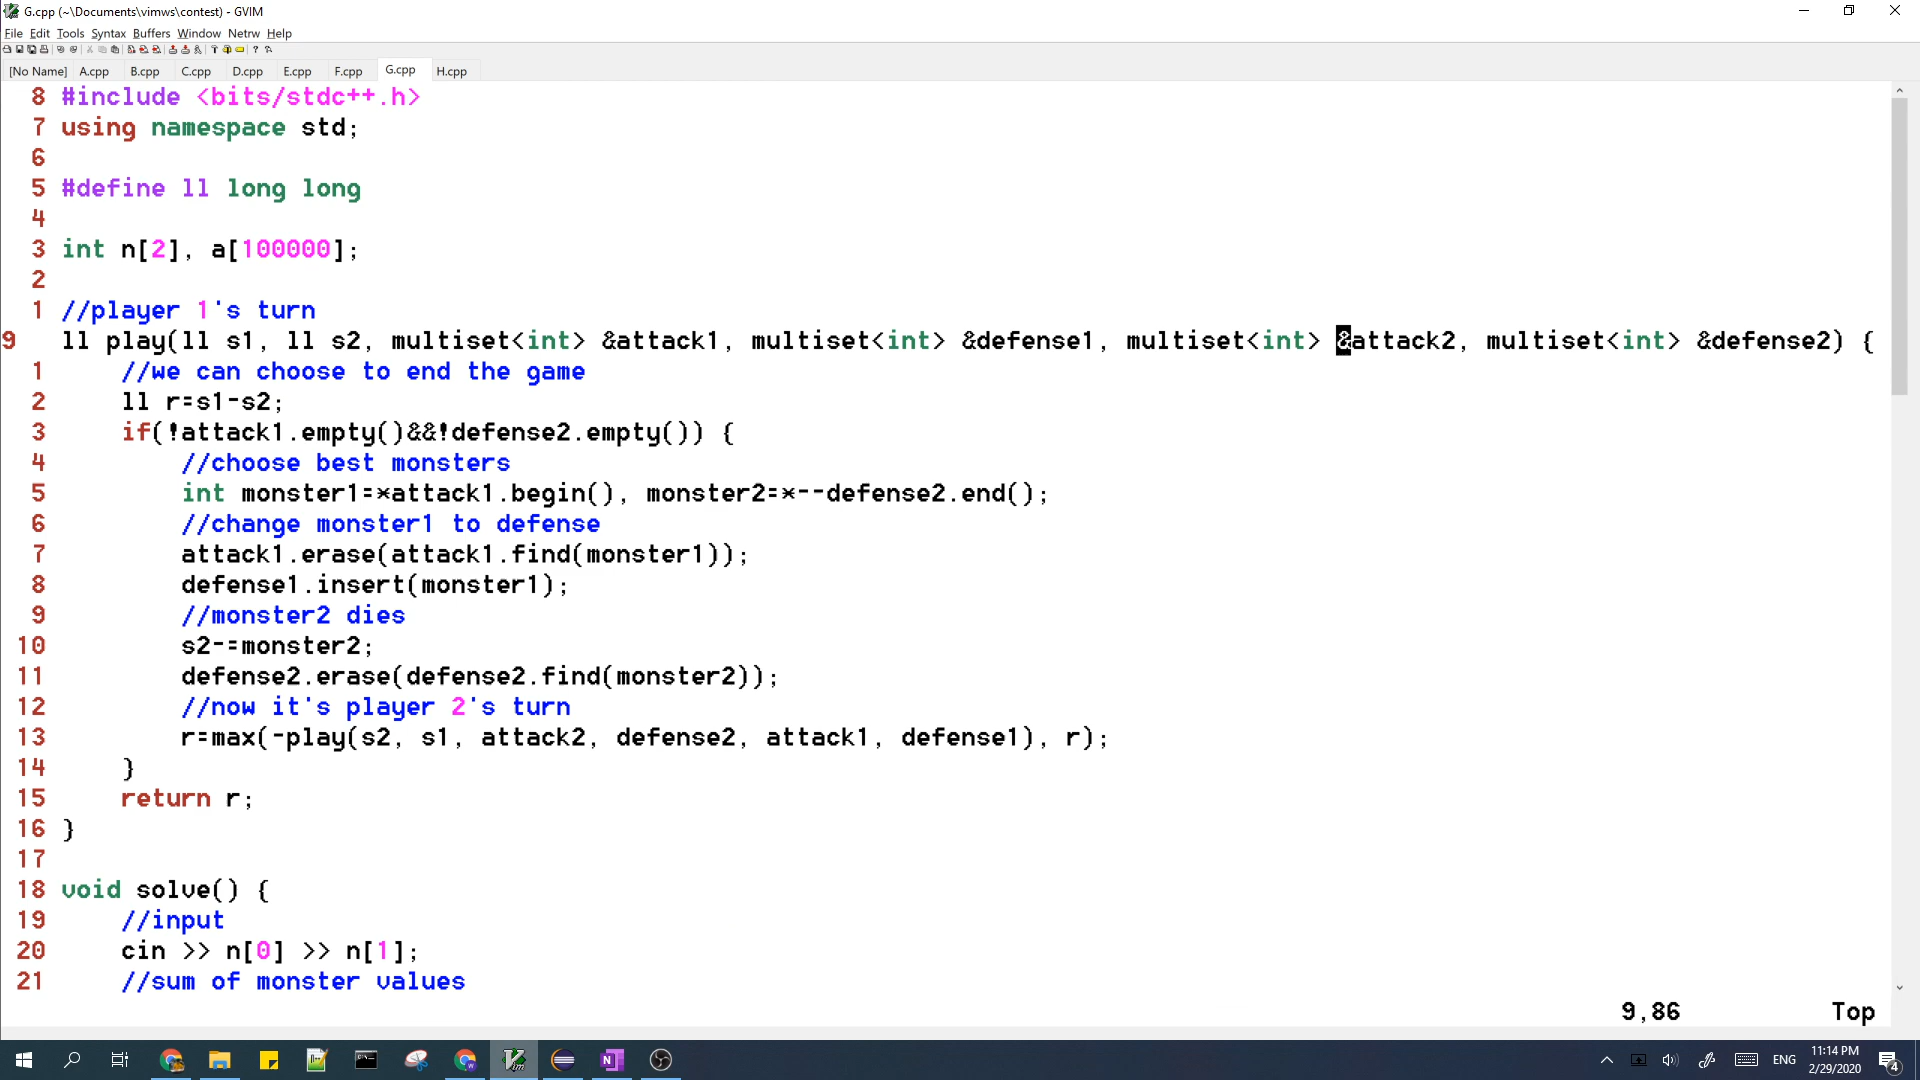 G.cpp (~\Documents\vimws\contest) - GVIM
File Edit Tools Syntax Buffers Window Netrw Help
[No Name] A.cpp B.cpp C.cpp D.cpp E.cpp F.cpp G.cpp H.cpp
8 #include <bits/stdc++.h>
7 using namespace std;
6
5 #define ll long long
4
3 int n[2], a[100000];
2
1 //player 1's turn
9 ll play(ll s1, ll s2, multiset<int> &attack1, multiset<int> &defense1, multiset<int> &attack2, multiset<int> &defense2) {
1 //we can choose to end the game
2 ll r=s1-s2;
3 if(!attack1.empty()&&!defense2.empty()) {
4 //choose best monsters
5 int monster1=*attack1.begin(), monster2=*--defense2.end();
6 //change monster1 to defense
7 attack1.erase(attack1.find(monster1));
8 defense1.insert(monster1);
9 //monster2 dies
10 s2-=monster2;
11 defense2.erase(defense2.find(monster2));
12 //now it's player 2's turn
13 r=max(-play(s2, s1, attack2, defense2, attack1, defense1), r);
14 }
15 return r;
16 }
17
18 void solve() {
19 //input
20 cin >> n[0] >> n[1];
21 //sum of monster values
9,86 Top
ENG
11:14 PM
2/29/2020
4